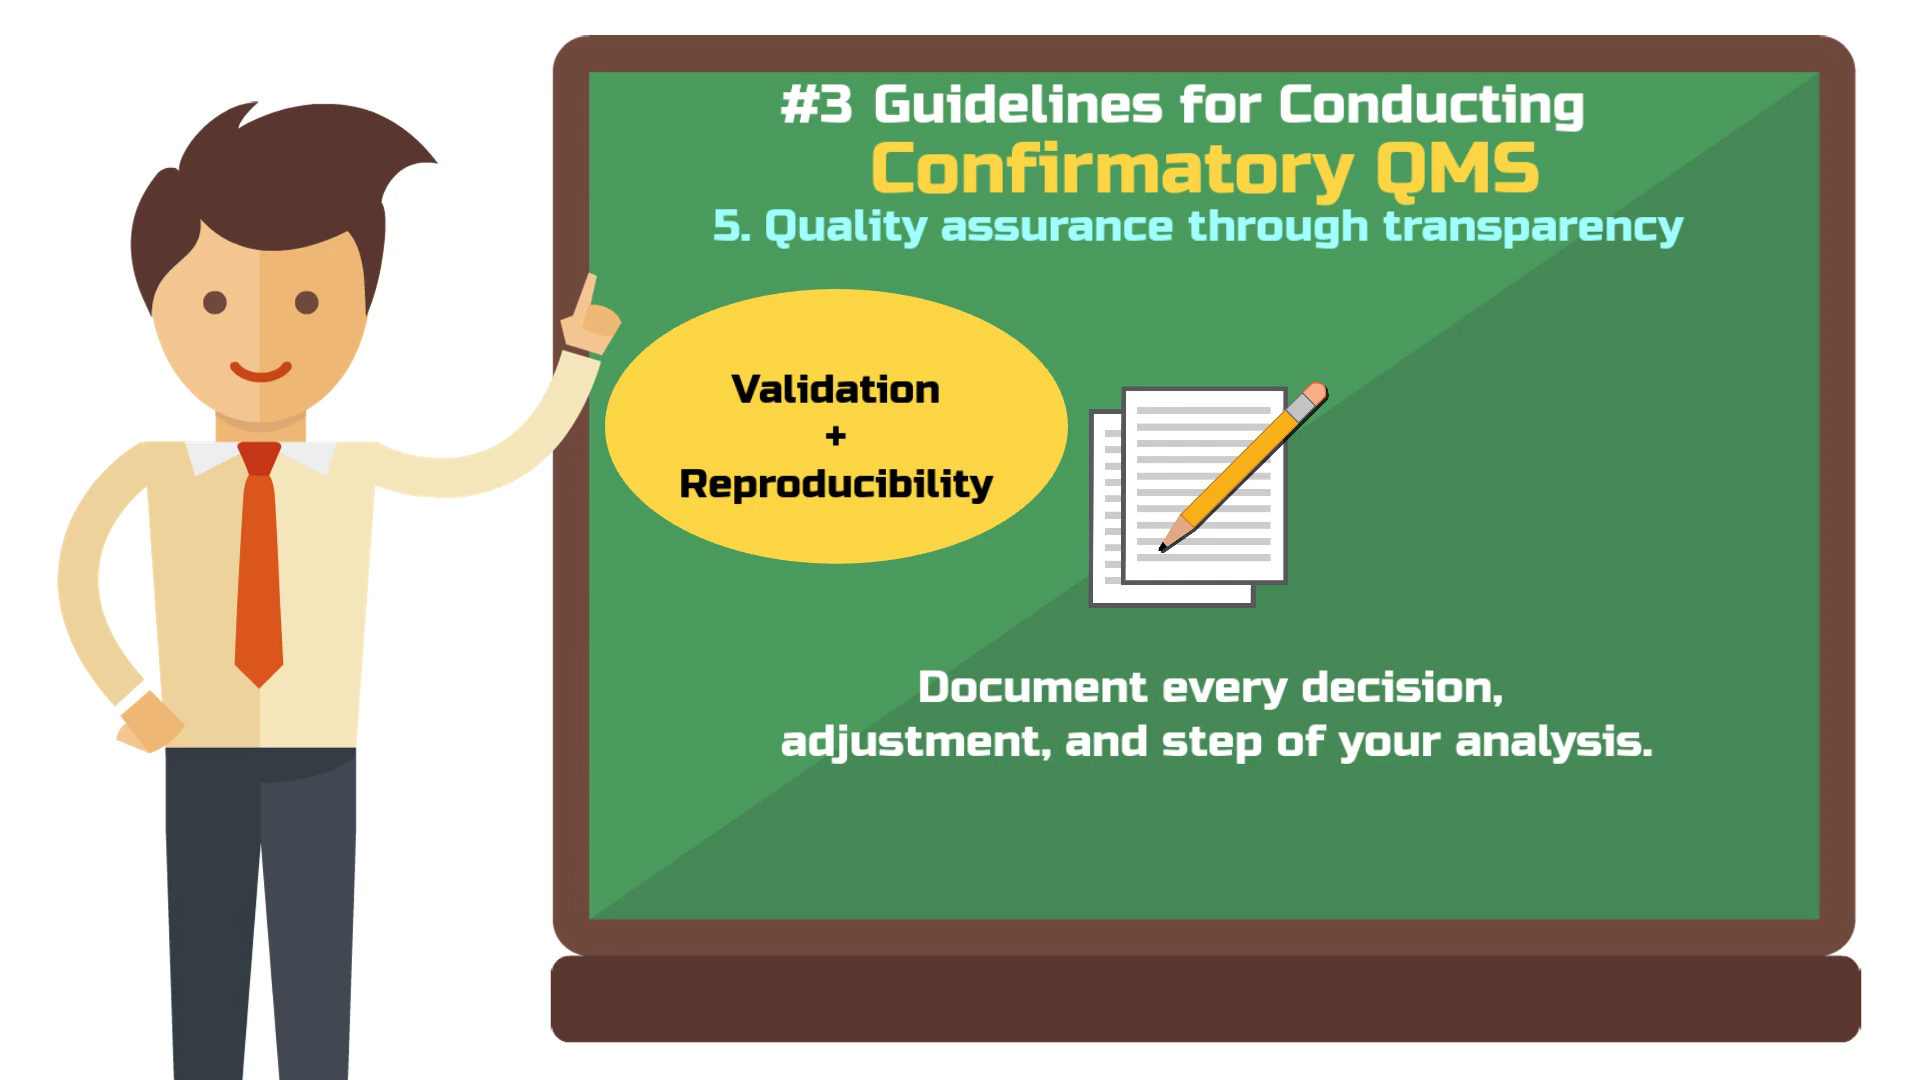 #3 Guidelines for Conducting
Confirmatory QMS
5. Quality assurance through transparency
Validation
+
Reproducibility
Document every decision,
adjustment, and step of your analysis.